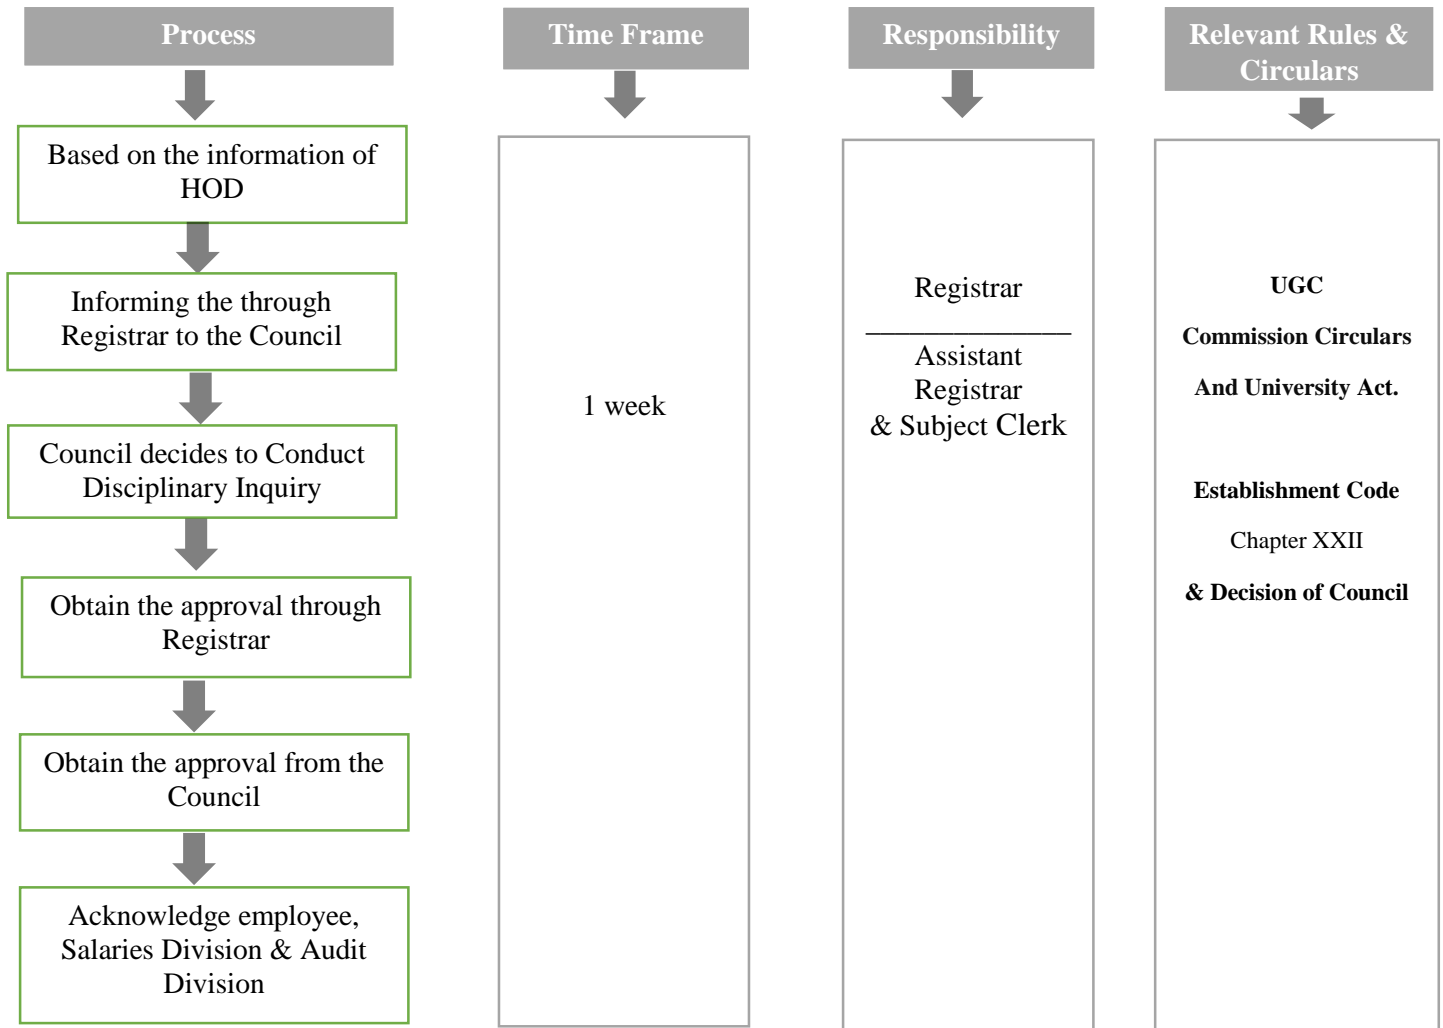 Process
Time Frame
Responsibility
Relevant Rules &
Circulars
Based on the information of
HOD
Informing the through
Registrar to the Council
Council decides to Conduct
Disciplinary Inquiry
Obtain the approval through
Registrar
Obtain the approval from the
Council
Acknowledge employee,
Salaries Division & Audit
Division
1 week
Registrar
Assistant
Registrar
& Subject Clerk
UGC
Commission Circulars
And University Act.
Establishment Code
Chapter XXII
& Decision of Council